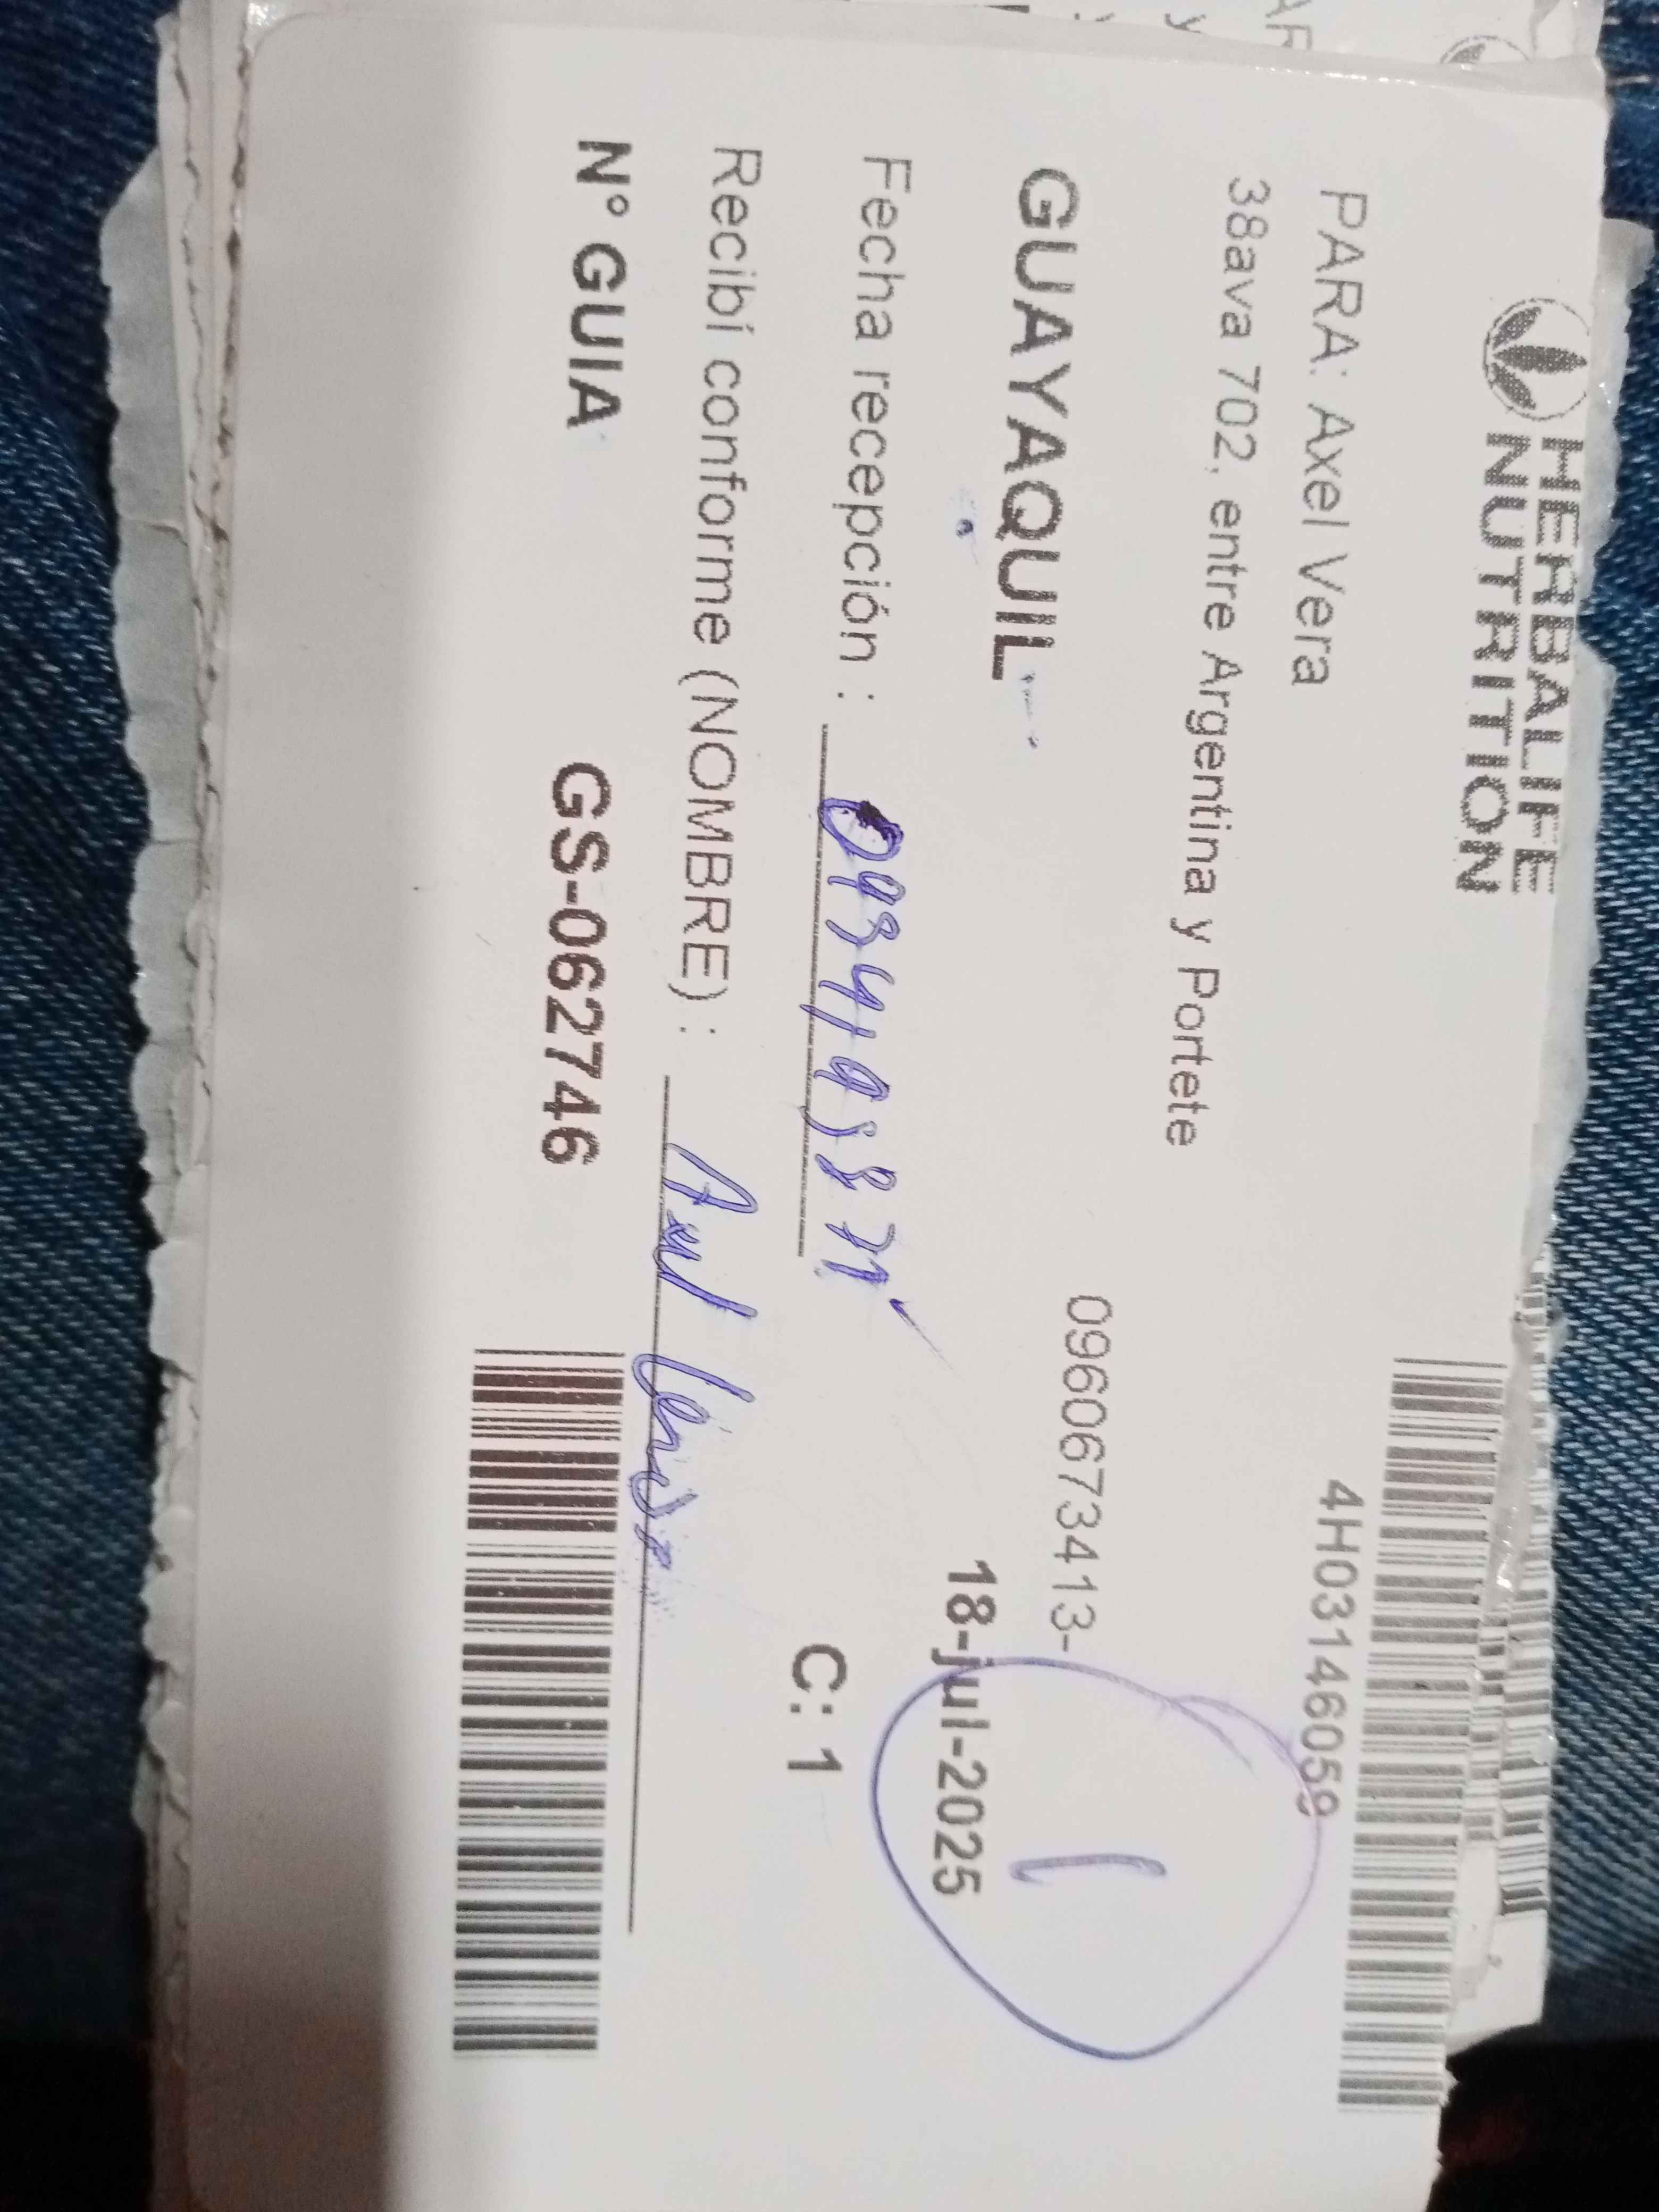 HERBALIFE
NUTRITION
4H03146059
PARA: Axel Vera
38ava 702, entre Argentina y Portete
0960673413-
1
GUAYAQUIL
18-jul-2025
Fecha recepción :
C: 1
Recibí conforme (NOMBRE) :
N° GUIA GS-062746